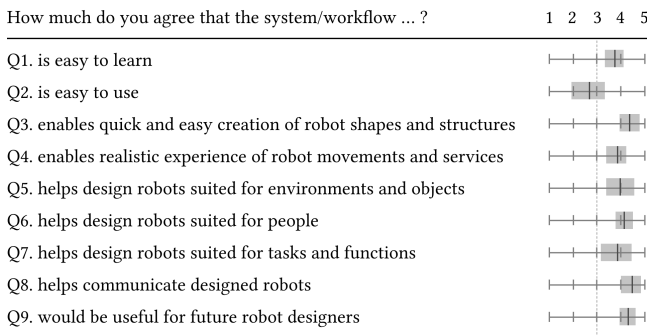 How much do you agree that the system/workflow ... ? 1 2 3 4 5
Q1. is easy to learn
Q2. is easy to use
Q3. enables quick and easy creation of robot shapes and structures
Q4. enables realistic experience of robot movements and services
Q5. helps design robots suited for environments and objects
Q6. helps design robots suited for people
Q7. helps design robots suited for tasks and functions
Q8. helps communicate designed robots
Q9. would be useful for future robot designers